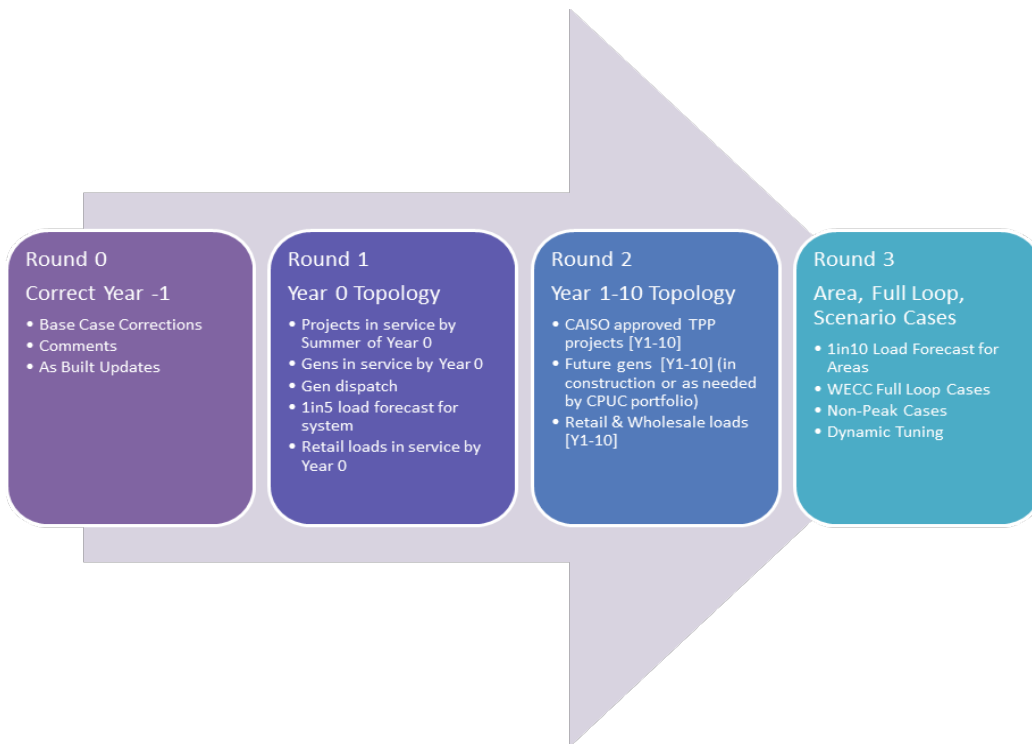 Round 0
Correct Year -1
• Base Case Corrections
• Comments
• As Built Updates
Round 1
Year 0 Topology
• Projects in service by
Summer of Year 0
• Gens in service by Year 0
• Gen dispatch
• 1in5 load forecast for
system
• Retail loads in service by
Year 0
Round 2
Year 1-10 Topology
• CAISO approved TPP
projects [Y1-10]
• Future gens [Y1-10] (in
construction or as needed
by CPUC portfolio)
• Retail & Wholesale loads
[Y1-10]
Round 3
Area, Full Loop,
Scenario Cases
• 1in10 Load Forecast for
Areas
• WECC Full Loop Cases
• Non-Peak Cases
• Dynamic Tuning